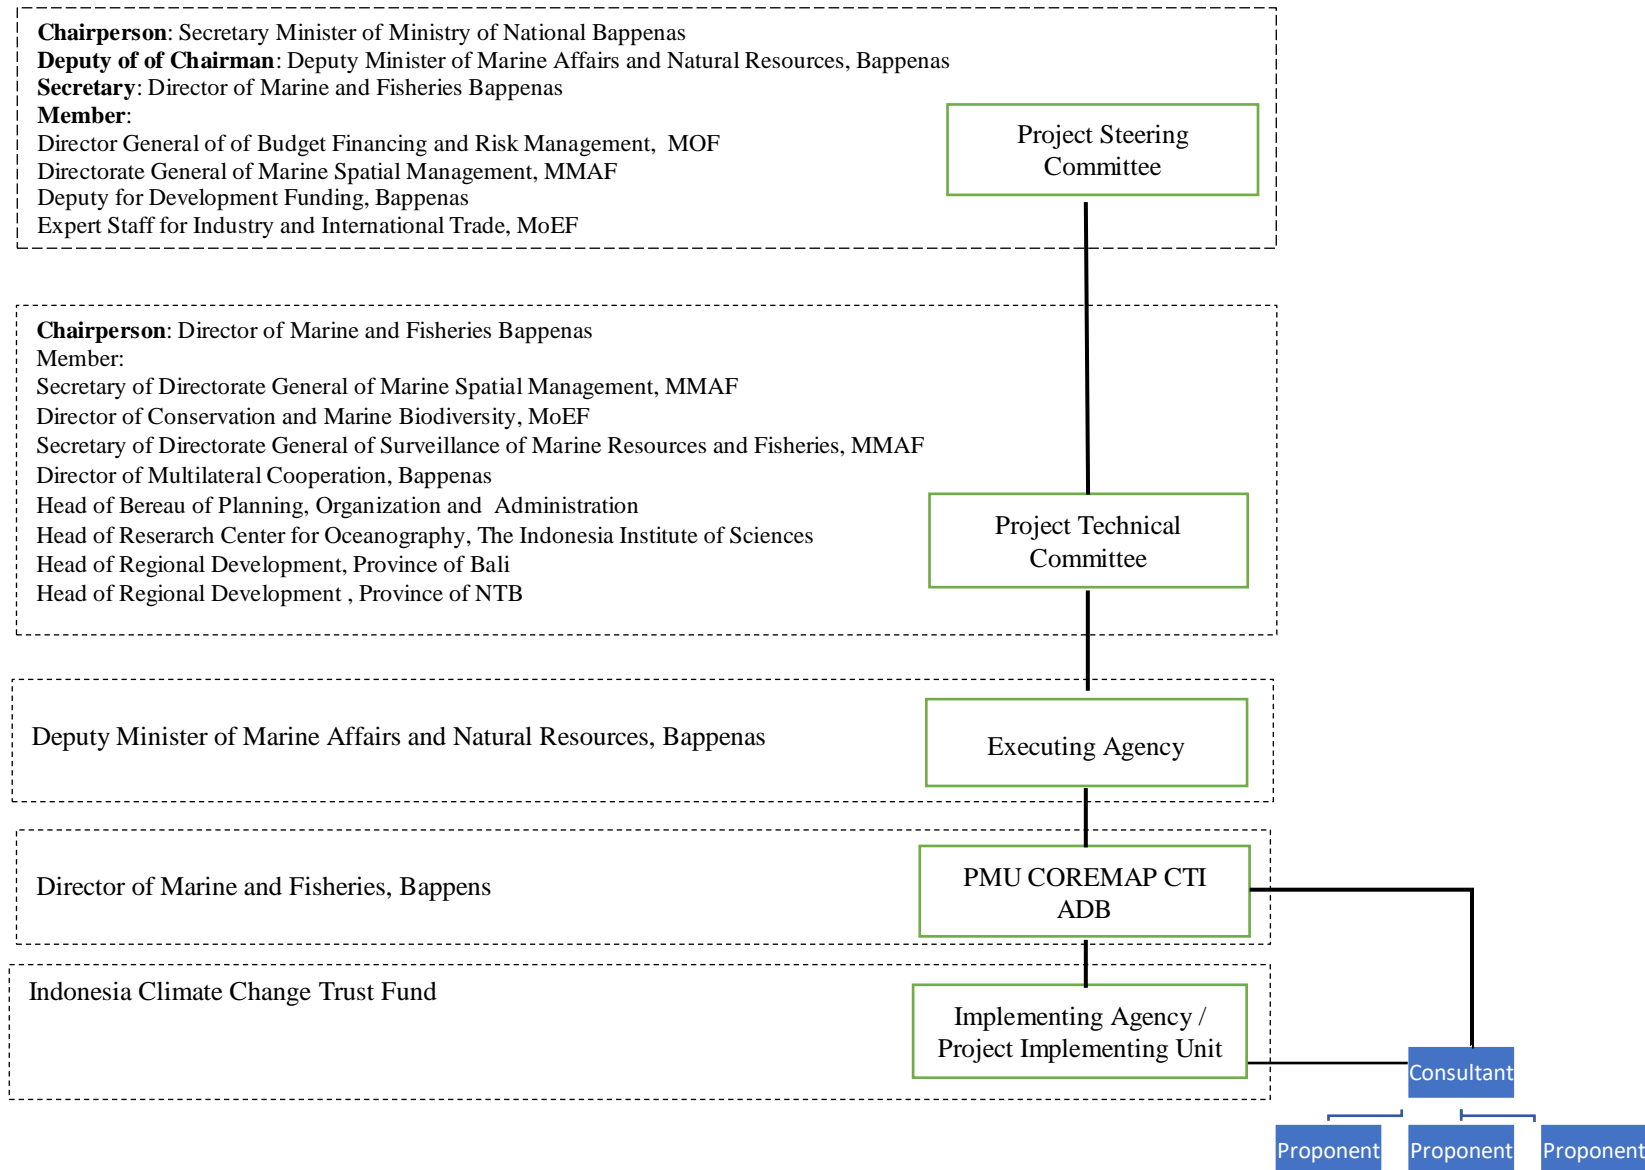 Chairperson: Secretary Minister of Ministry of National Bappenas
Deputy of of Chairman: Deputy Minister of Marine Affairs and Natural Resources, Bappenas
Secretary: Director of Marine and Fisheries Bappenas
Member:
Director General of of Budget Financing and Risk Management, MOF
Directorate General of Marine Spatial Management, MMAF
Deputy for Development Funding, Bappenas
Expert Staff for Industry and International Trade, MoEF
Project Steering
Committee
Chairperson: Director of Marine and Fisheries Bappenas
Member:
Secretary of Directorate General of Marine Spatial Management, MMAF
Director of Conservation and Marine Biodiversity, MoEF
Secretary of Directorate General of Surveillance of Marine Resources and Fisheries, MMAF
Director of Multilateral Cooperation, Bappenas
Head of Bereau of Planning, Organization and Administration
Head of Reserarch Center for Oceanography, The Indonesia Institute of Sciences
Head of Regional Development, Province of Bali
Head of Regional Development , Province of NTB
Project Technical
Committee
Deputy Minister of Marine Affairs and Natural Resources, Bappenas
Executing Agency
Director of Marine and Fisheries, Bappens
PMU COREMAP CTI
ADB
Indonesia Climate Change Trust Fund
Implementing Agency /
Project Implementing Unit
Consultant
Proponent
Proponent
Proponent